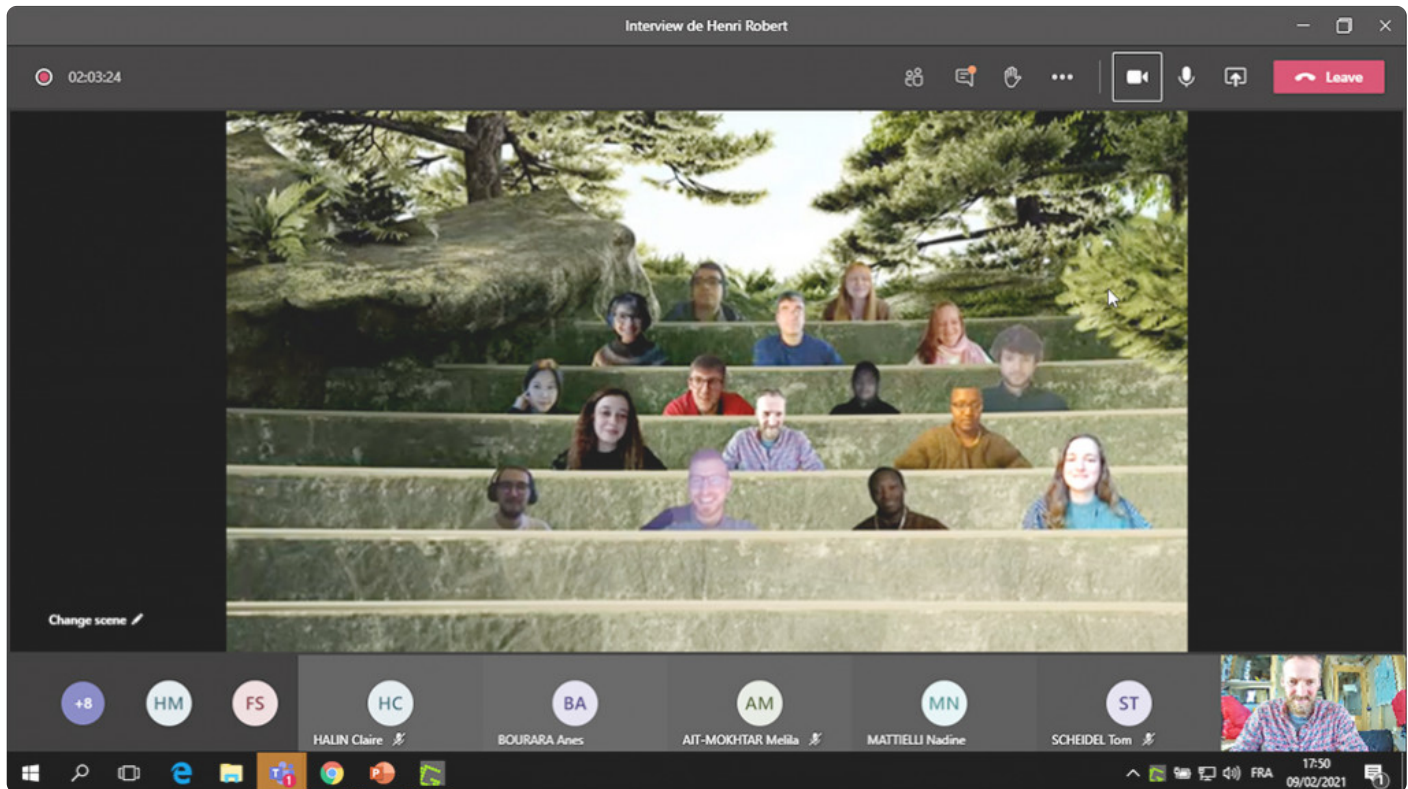 Interview de Henri Robert
02:03:24
Leave
Change scene
+8
HM
FS
HC
BA
AM
MN
ST
HALIN Claire
BOURARA Anes
AIT-MOKHTAR Melila
MATTIELLI Nadine
SCHEIDEL Tom
FRA
17:50
09/02/2021